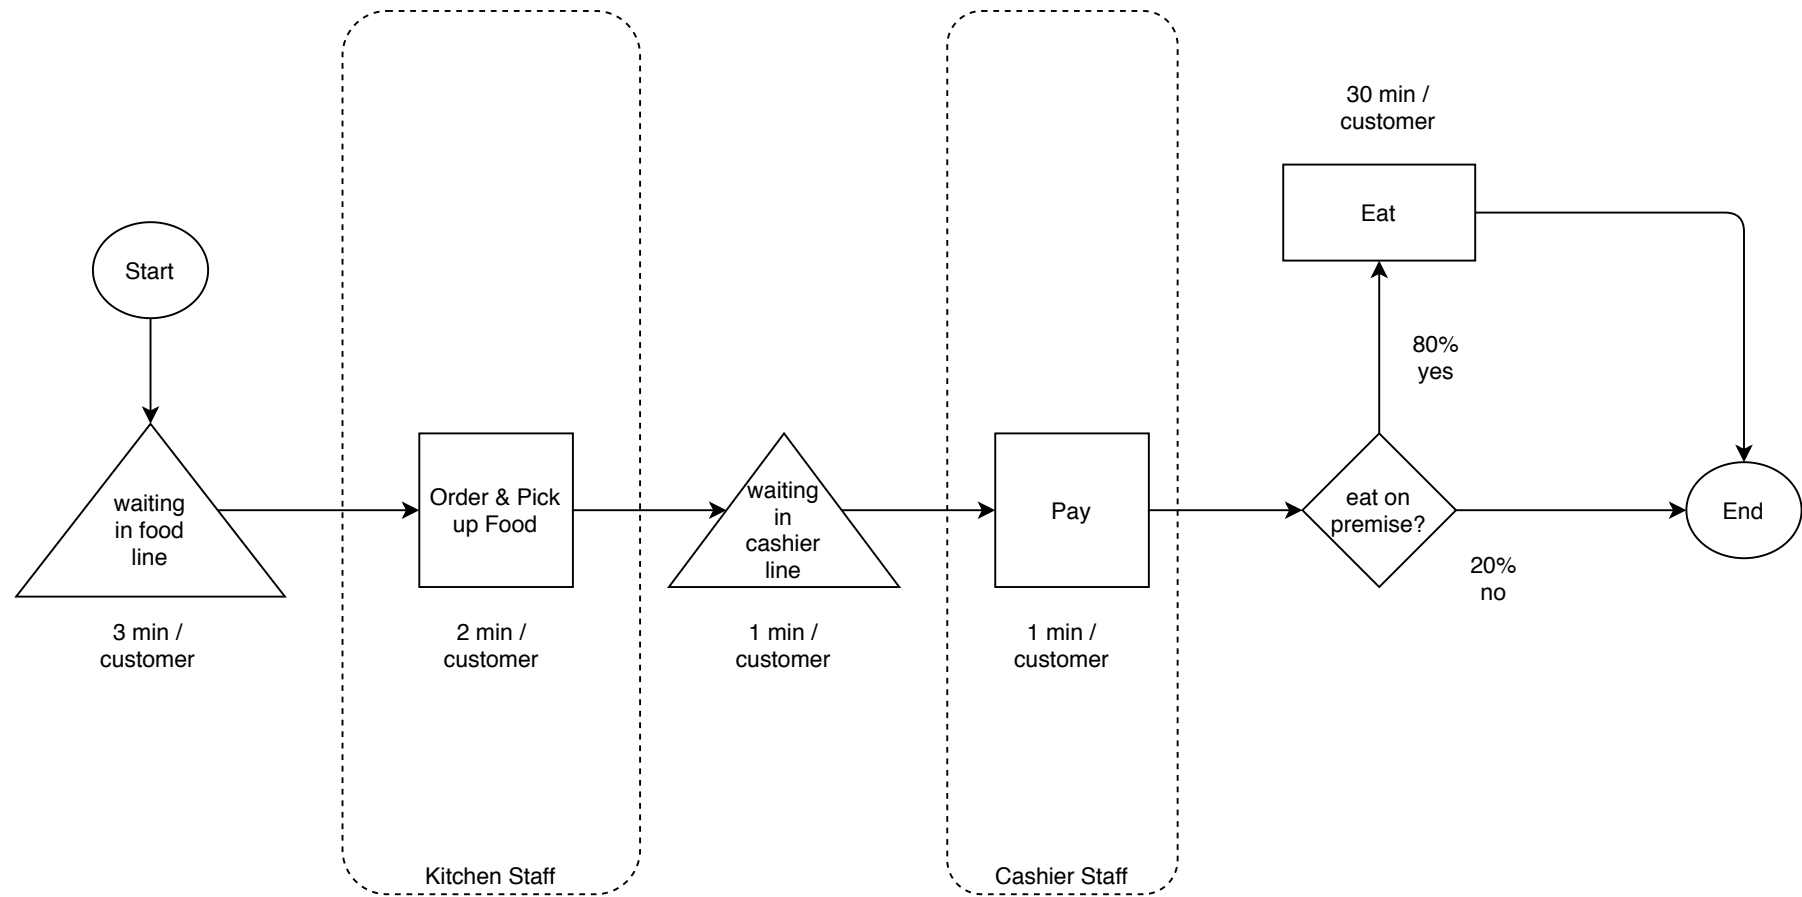 Start
waiting
in food
line
3 min /
customer
Order & Pick
up Food
2 min /
customer
Kitchen Staff
waiting
in
cashier
line
1 min /
customer
Pay
1 min /
customer
Cashier Staff
eat on
premise?
80%
yes
30 min /
customer
Eat
20%
no
End